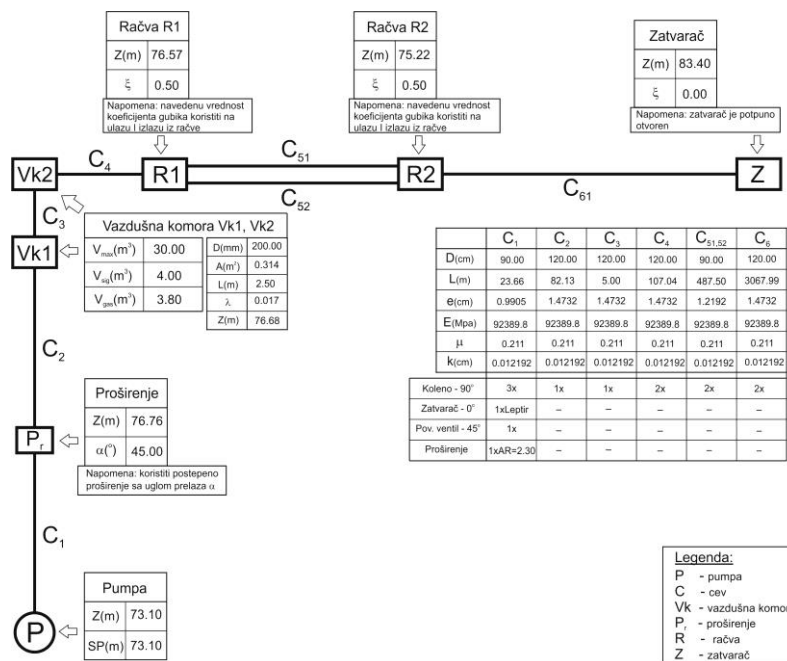 Račva R1
Z(m) 76.57
ξ 0.50
Napomena: navedenu vrednost
koeficijenta gubika koristiti na
ulazu I izlazu iz račve
Račva R2
Z(m) 75.22
ξ 0.50
Napomena: navedenu vrednost
koeficijenta gubika koristiti na
ulazu I izlazu iz račve
Zatvarač
Z(m) 83.40
ξ 0.00
Napomena: zatvarač je potpuno
otvoren
Vk2
C4
R1
C51
C52
R2
C61
Z
C3
Vk1
Vazdušna komora Vk1, Vk2
Vmax(m³) 30.00
Vsig(m³) 4.00
Vgas(m³) 3.80
D(mm) 200.00
A(m²) 0.314
L(m) 2.50
λ 0.017
Z(m) 76.68
C1 C2 C3 C4 C51,52 C6
D(cm) 90.00 120.00 120.00 120.00 90.00 120.00
L(m) 23.66 82.13 5.00 107.04 487.50 3067.99
e(cm) 0.9905 1.4732 1.4732 1.4732 1.2192 1.4732
E(Mpa) 92389.8 92389.8 92389.8 92389.8 92389.8 92389.8
μ 0.211 0.211 0.211 0.211 0.211 0.211
k(cm) 0.012192 0.012192 0.012192 0.012192 0.012192 0.012192
Koleno - 90° 3x 1x 1x 2x 2x 2x
Zatvarač - 0° 1xLeptir – – – – –
Pov. ventil - 45° 1x – – – – –
Proširenje 1xAR=2.30 – – – – –
C2
Proširenje
Z(m) 76.76
α(°) 45.00
Napomena: koristiti postepeno
proširenje sa uglom prelaza α
Pr
C1
Pumpa
Z(m) 73.10
SP(m) 73.10
P
Legenda:
P - pumpa
C - cev
Vk - vazdušna komor
Pr - proširenje
R - račva
Z - zatvarač